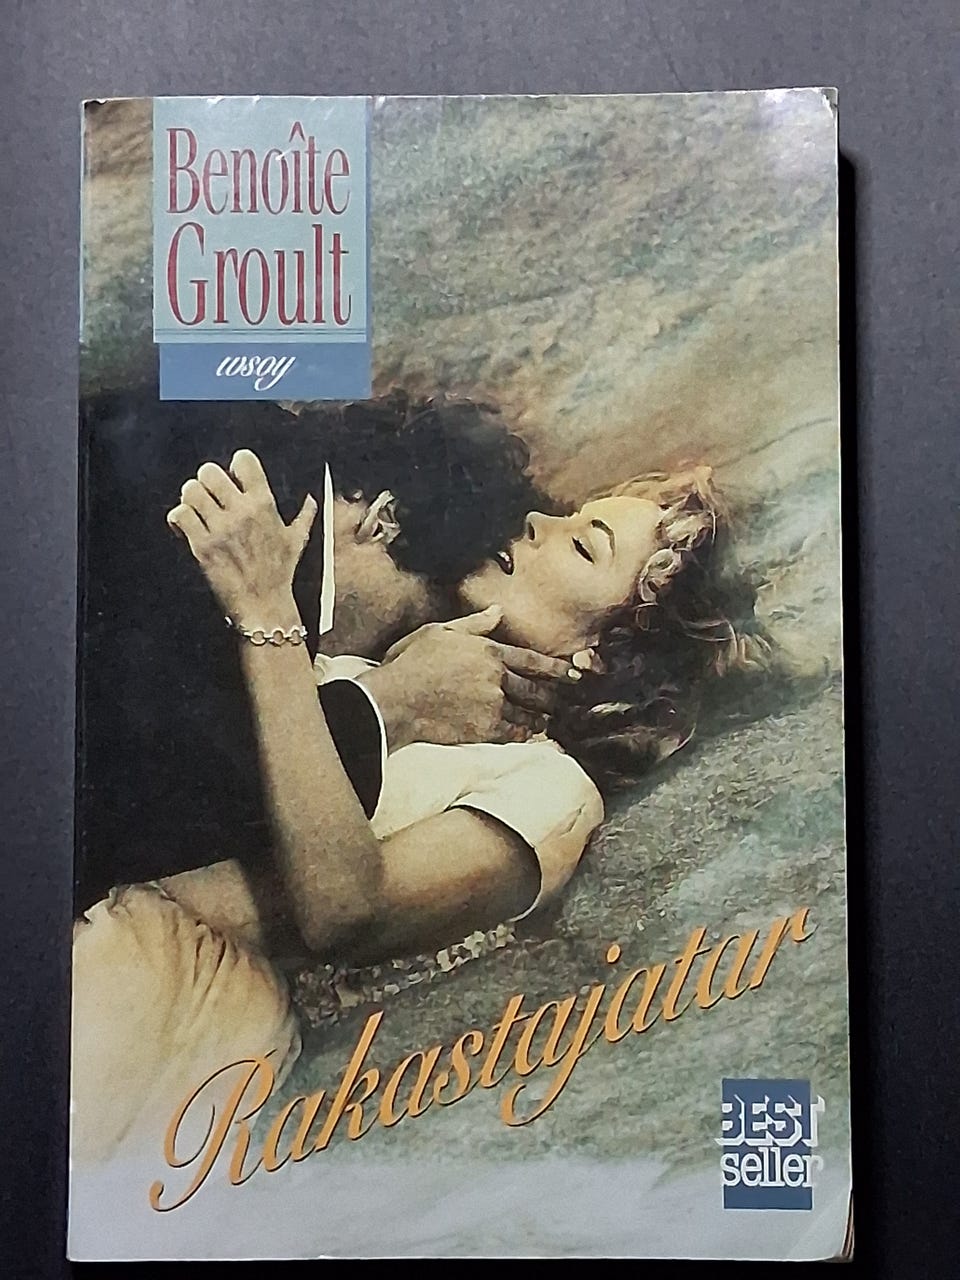 Benoîte
Groult
wsoy
Rakastajatar
BEST
seller